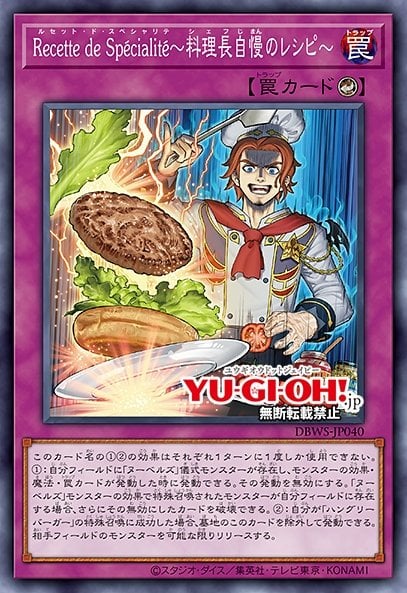 ルセット・ド・スペシャリテ シェフじまん
Recette de Spécialité～料理長自慢のレシピ～
トラップ
罠
トラップ
【罠カード】
ユウギオウドットジェイピー
YU-GI-OH!.jp
無断転載禁止
DBWS-JP040
このカード名の①②の効果はそれぞれ1ターンに1度しか使用できない。
①：自分フィールドに「ヌーベルズ」儀式モンスターが存在し、モンスターの効果・
魔法・罠カードが発動した時に発動できる。その発動を無効にする。「ヌーベ
ルズ」モンスターの効果で特殊召喚されたモンスターが自分フィールドに存在
する場合、さらにその無効にしたカードを破壊できる。②：自分が「ハングリー
バーガー」の特殊召喚に成功した場合、墓地のこのカードを除外して発動できる。
相手フィールドのモンスターを可能な限りリリースする。
©スタジオ・ダイス／集英社・テレビ東京・KONAMI